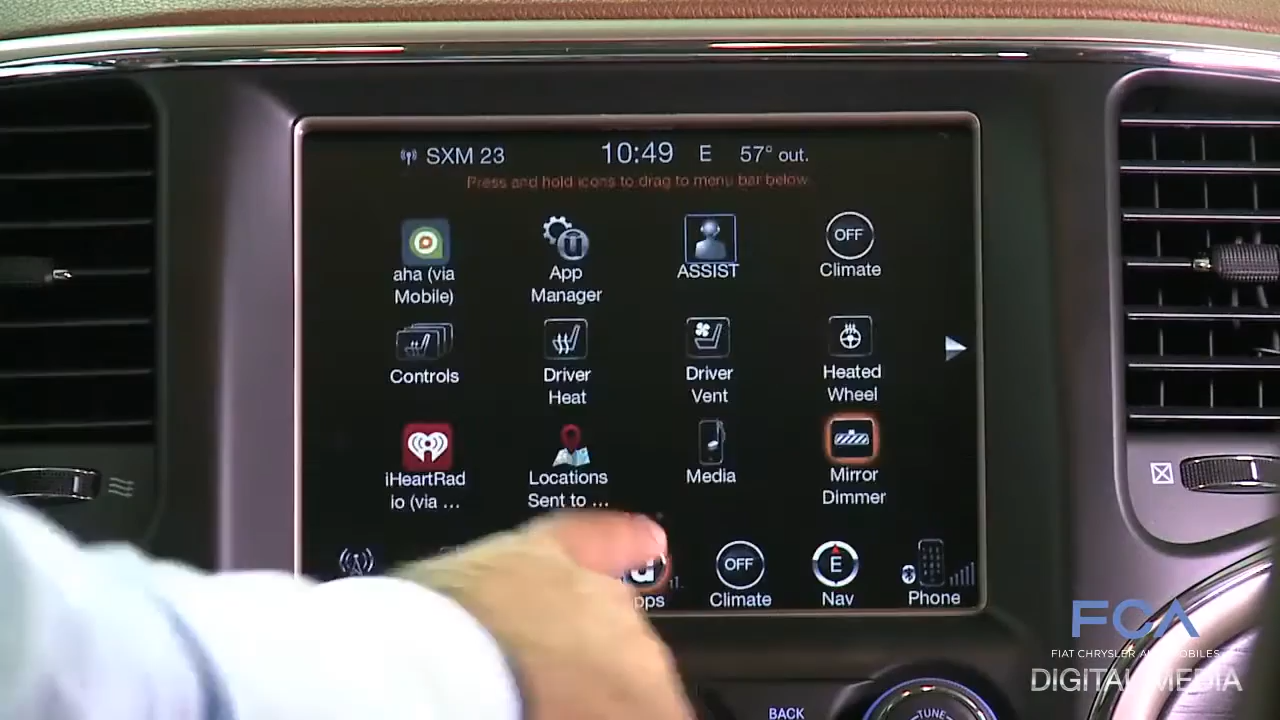 SXM 23 10:49 E 57° out.
Press and hold icons to drag to menu bar below.
aha (via
Mobile)
App
Manager
ASSIST
OFF
Climate
Controls
Driver
Heat
Driver
Vent
Heated
Wheel
iHeartRad
io (via ...
Locations
Sent to ...
Media
Mirror
Dimmer
pps
OFF
Climate
E
Nav
Phone
BACK
TUNE
FCA
FIAT CHRYSLER AUTOMOBILES
DIGITAL MEDIA